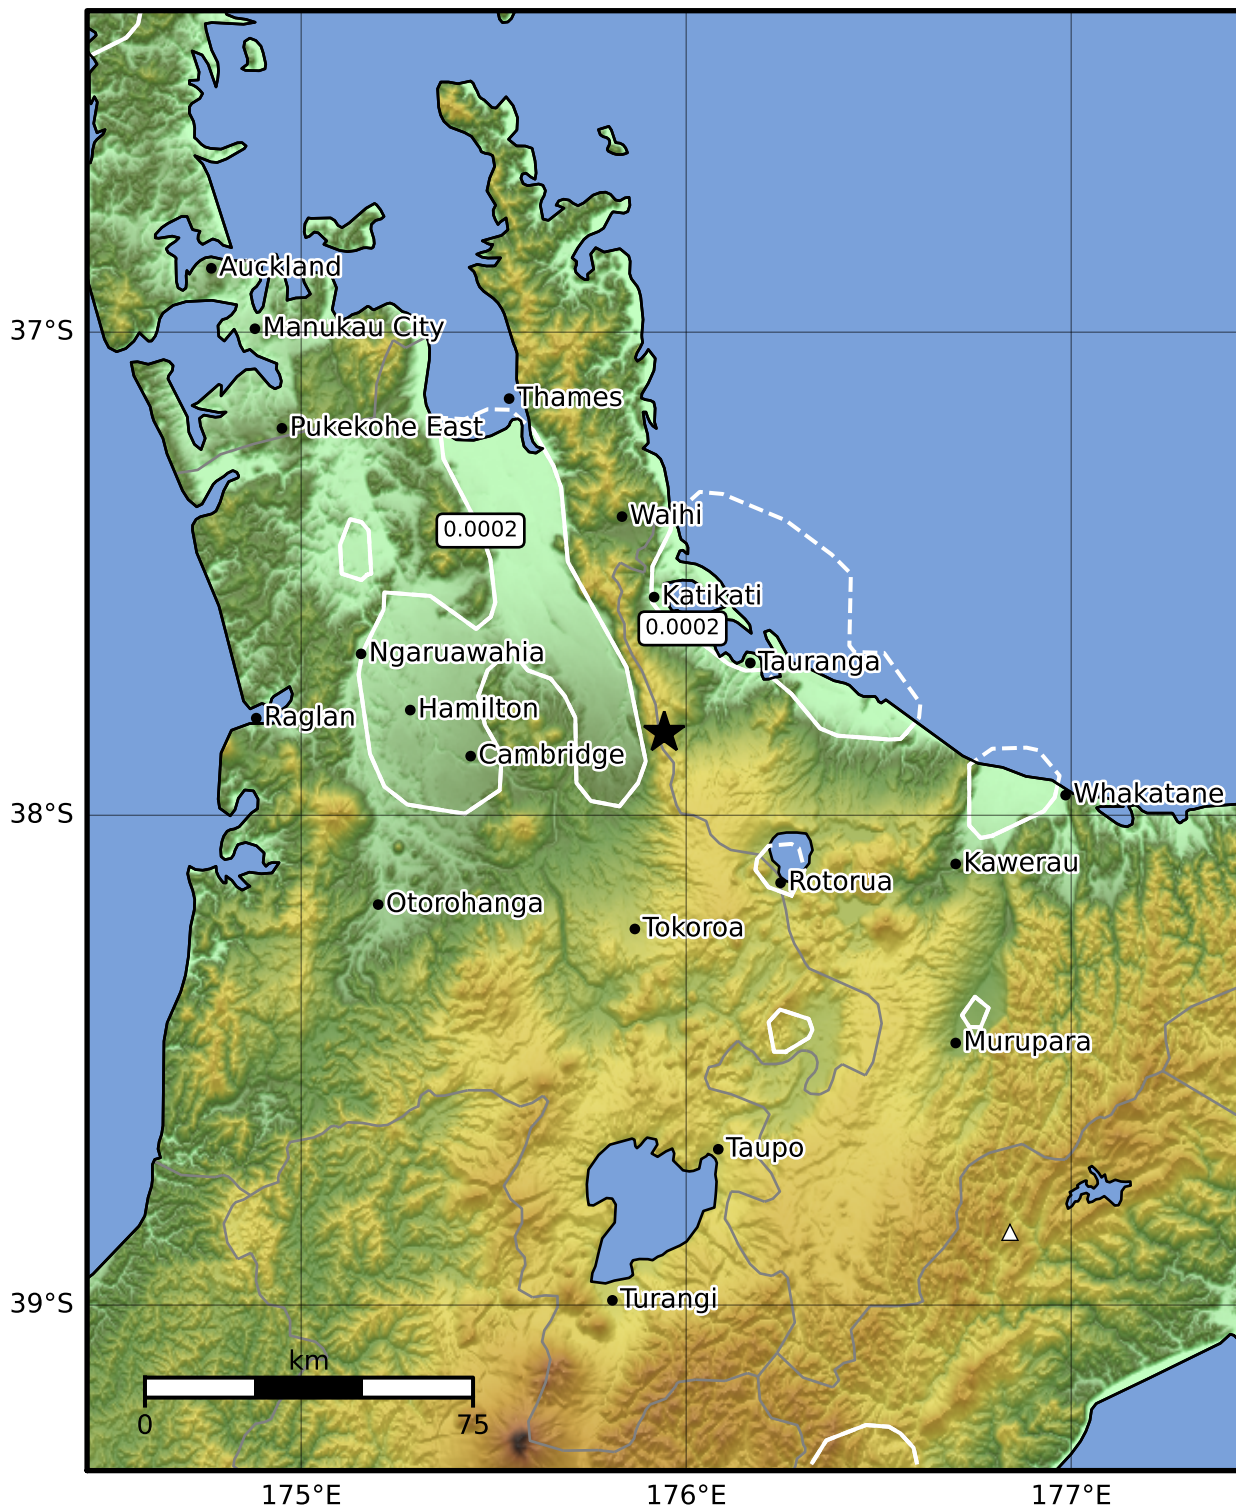 Auckland
37°S
Manukau City
Thames
Pukekohe East
Waihi
0.0002
Katikati
0.0002
Ngaruawahia
Tauranga
Hamilton
Raglan
Cambridge
Whakatane
38°S
Kawerau
Rotorua
Otorohanga
Tokoroa
Murupara
Taupo
39°S
Turangi
km
0
75
175°E
176°E
177°E